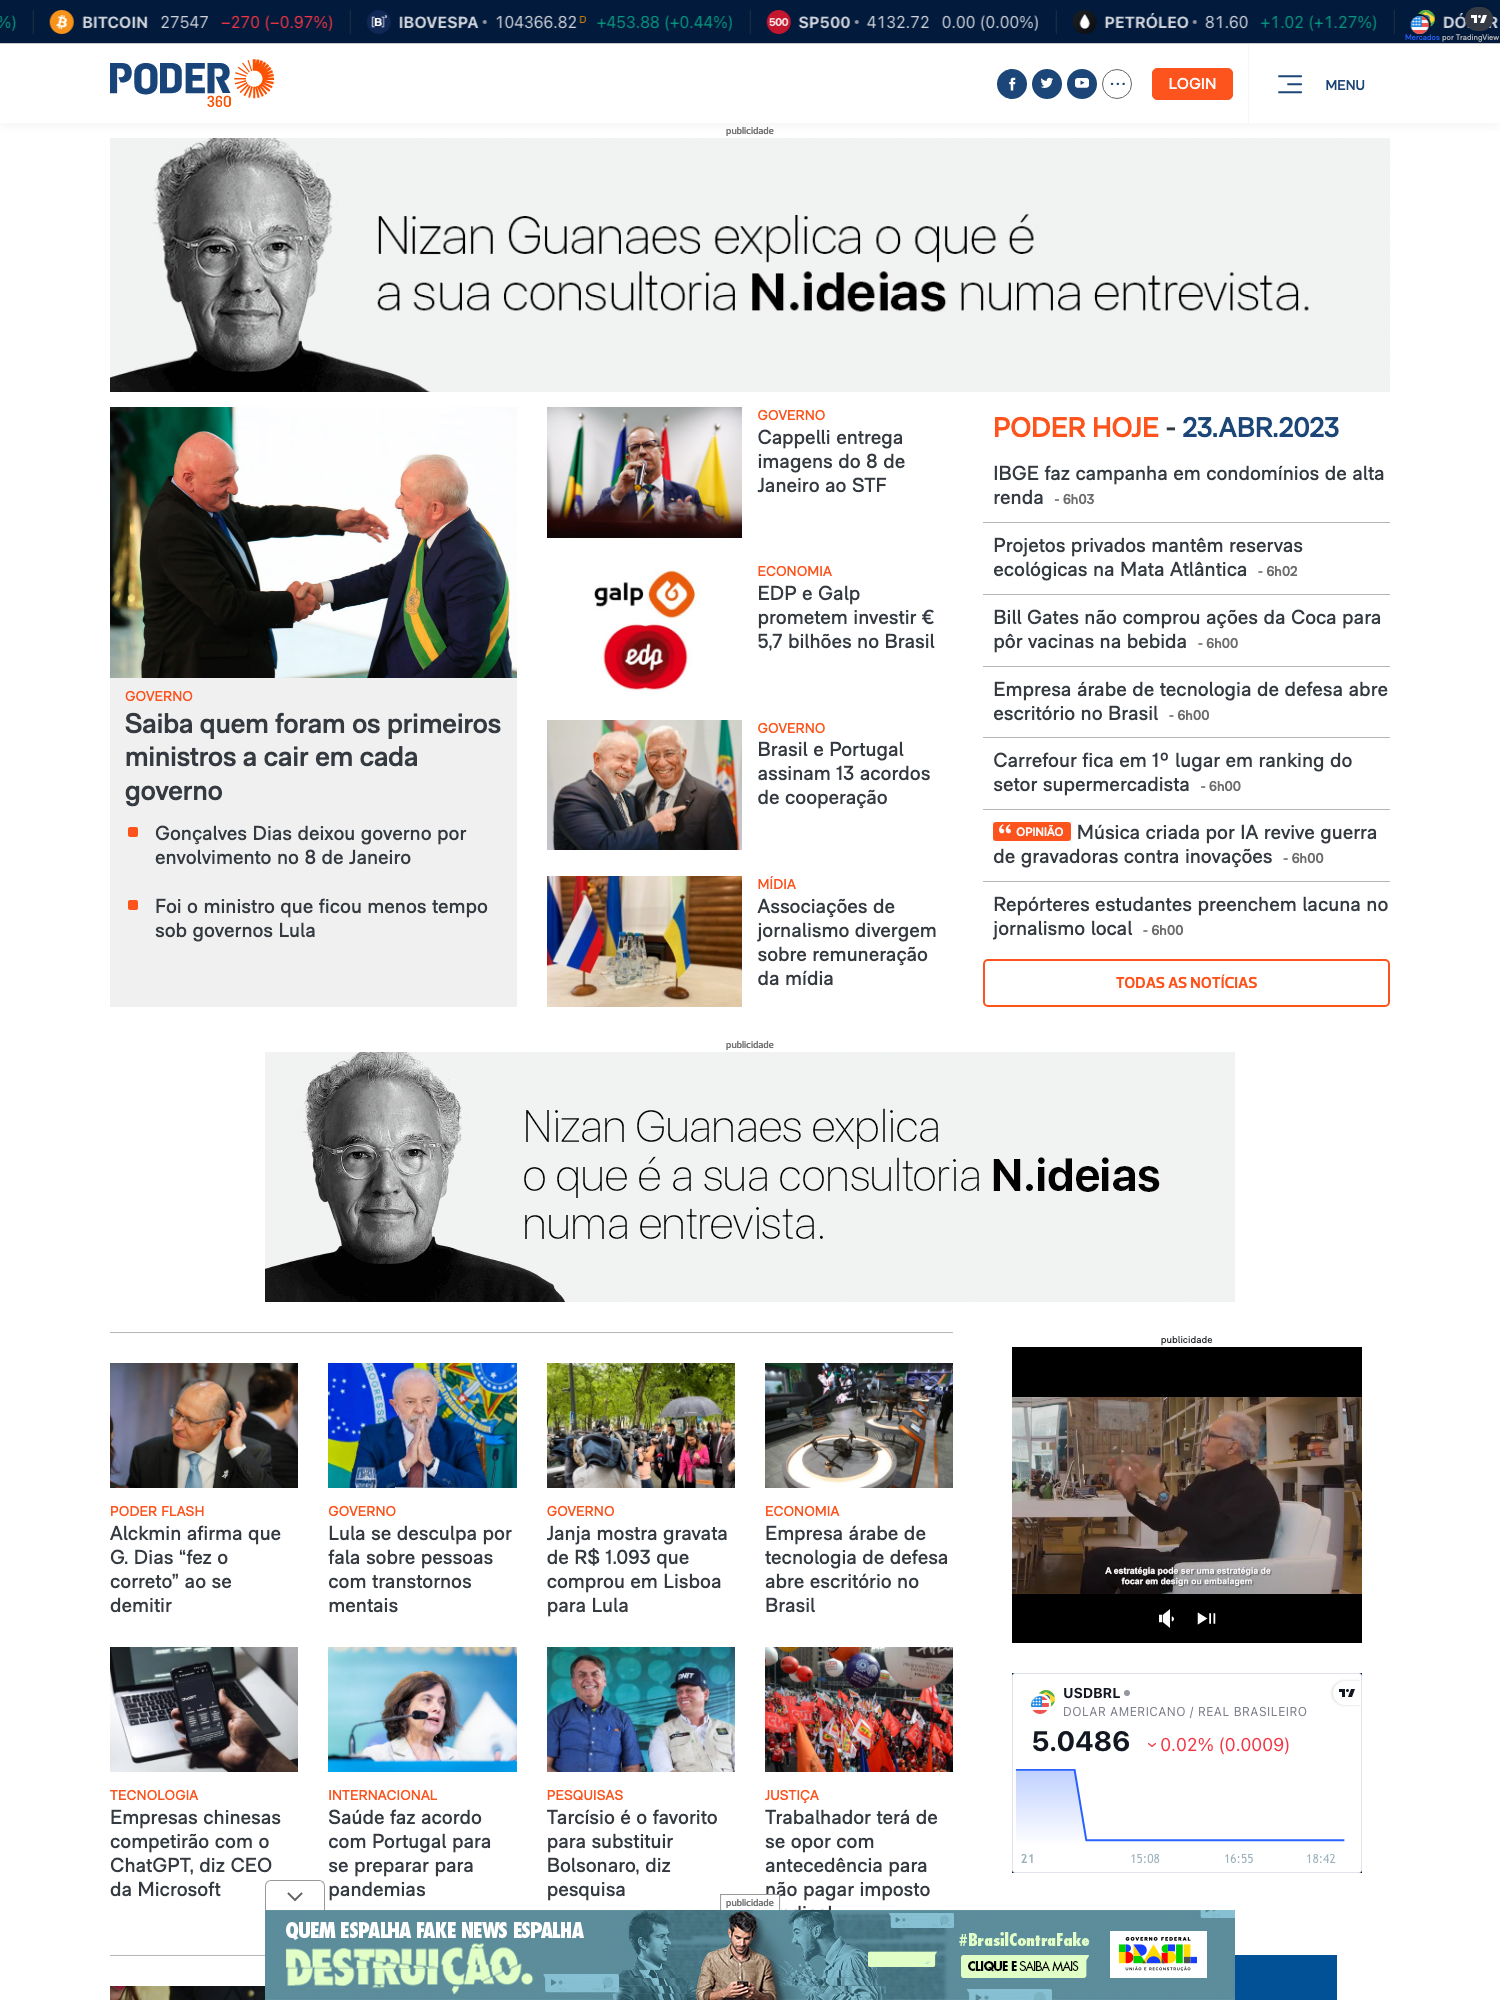 %)
BITCOIN 27547 −270 (−0.97%)
IBOVESPA 104366.82 D +453.88 (+0.44%)
500 SP500 4132.72 0.00 (0.00%)
PETRÓLEO 81.60 +1.02 (+1.27%)
Mercados por TradingView
PODER
360
LOGIN
MENU
publicidade
Nizan Guanaes explica o que é
a sua consultoria N.ideias numa entrevista.
GOVERNO
Saiba quem foram os primeiros
ministros a cair em cada
governo
Gonçalves Dias deixou governo por
envolvimento no 8 de Janeiro
Foi o ministro que ficou menos tempo
sob governos Lula
GOVERNO
Cappelli entrega
imagens do 8 de
Janeiro ao STF
galp
edp
ECONOMIA
EDP e Galp
prometem investir €
5,7 bilhões no Brasil
GOVERNO
Brasil e Portugal
assinam 13 acordos
de cooperação
MÍDIA
Associações de
jornalismo divergem
sobre remuneração
da mídia
PODER HOJE - 23.ABR.2023
IBGE faz campanha em condomínios de alta
renda - 6h03
Projetos privados mantêm reservas
ecológicas na Mata Atlântica - 6h02
Bill Gates não comprou ações da Coca para
pôr vacinas na bebida - 6h00
Empresa árabe de tecnologia de defesa abre
escritório no Brasil - 6h00
Carrefour fica em 1º lugar em ranking do
setor supermercadista - 6h00
“ OPINIÃO Música criada por IA revive guerra
de gravadoras contra inovações - 6h00
Repórteres estudantes preenchem lacuna no
jornalismo local - 6h00
TODAS AS NOTÍCIAS
publicidade
Nizan Guanaes explica
o que é a sua consultoria N.ideias
numa entrevista.
PODER FLASH
Alckmin afirma que
G. Dias “fez o
correto” ao se
demitir
GOVERNO
Lula se desculpa por
fala sobre pessoas
com transtornos
mentais
GOVERNO
Janja mostra gravata
de R$ 1.093 que
comprou em Lisboa
para Lula
ECONOMIA
Empresa árabe de
tecnologia de defesa
abre escritório no
Brasil
publicidade
A estratégia pode ser uma estratégia de
focar em design ou embalagem
TECNOLOGIA
Empresas chinesas
competirão com o
ChatGPT, diz CEO
da Microsoft
INTERNACIONAL
Saúde faz acordo
com Portugal para
se preparar para
pandemias
PESQUISAS
Tarcísio é o favorito
para substituir
Bolsonaro, diz
pesquisa
JUSTIÇA
Trabalhador terá de
se opor com
antecedência para
não pagar imposto
USDBRL
DOLAR AMERICANO / REAL BRASILEIRO
5.0486 0.02% (0.0009)
21 15:08 16:55 18:42
publicidade
QUEM ESPALHA FAKE NEWS ESPALHA
DESTRUIÇÃO.
#BrasilContraFake
CLIQUE E SAIBA MAIS
GOVERNO FEDERAL
BRASIL
UNIÃO E RECONSTRUÇÃO